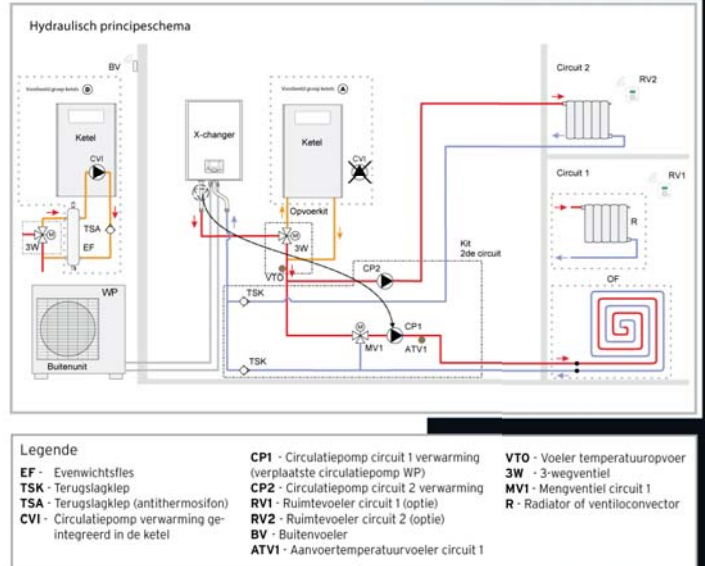 Hydraulisch principeschema
BV
Voorbeeld groep ketels B
Ketel
CVI
TSA
3W
EF
WP
Buitenunit
X-changer
Voorbeeld groep ketels A
Ketel
CVI
Opvoerkit
M
3W
VTO
Kit
2de circuit
CP2
TSK
M
MV1
CP1
ATV1
TSK
Circuit 2
RV2
Circuit 1
RV1
R
OF
Legende
EF - Evenwichtsfles
TSK - Terugslagklep
TSA - Terugslagklep (antithermosifon)
CVI - Circulatiepomp verwarming ge-
integreerd in de ketel
CP1 - Circulatiepomp circuit 1 verwarming
(verplaatste circulatiepomp WP)
CP2 - Circulatiepomp circuit 2 verwarming
RV1 - Ruimtevoeler circuit 1 (optie)
RV2 - Ruimtevoeler circuit 2 (optie)
BV - Buitenvoeler
ATV1 - Aanvoertemperatuurvoeler circuit 1
VTO - Voeler temperatuuropvoer
3W - 3-wegventiel
MV1 - Mengventiel circuit 1
R - Radiator of ventiloconvector